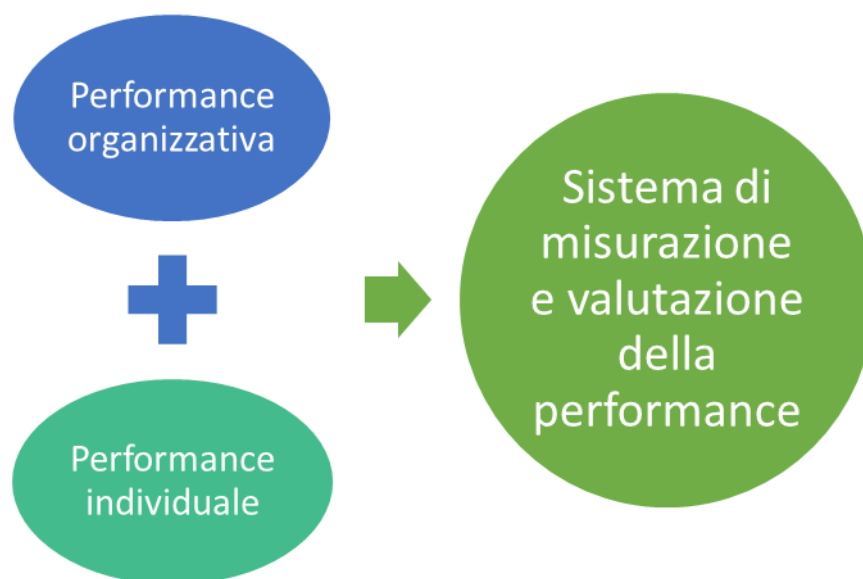 Performance
organizzativa
Performance
individuale
Sistema di
misurazione
e valutazione
della
performance